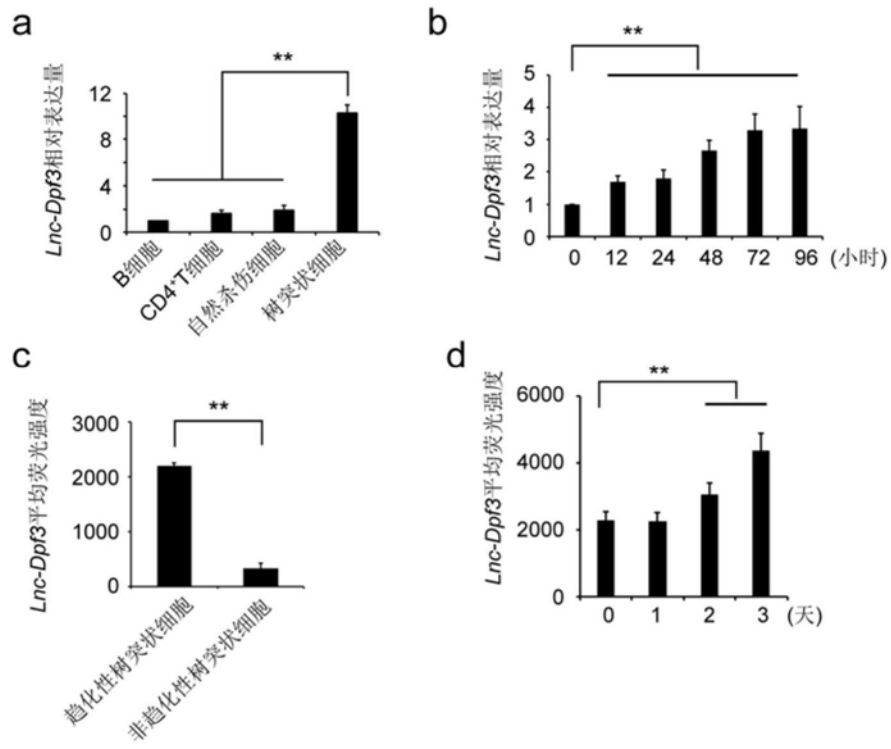 a
**
Lnc-Dpf3相对表达量
12
8
4
0
B细胞
CD4+T细胞
自然杀伤细胞
树突状细胞
b
**
Lnc-Dpf3相对表达量
5
4
3
2
1
0
0 12 24 48 72 96 (小时)
c
**
Lnc-Dpf3平均荧光强度
3000
2000
1000
0
趋化性树突状细胞
非趋化性树突状细胞
d
**
Lnc-Dpf3平均荧光强度
6000
4000
2000
0
0 1 2 3 (天)